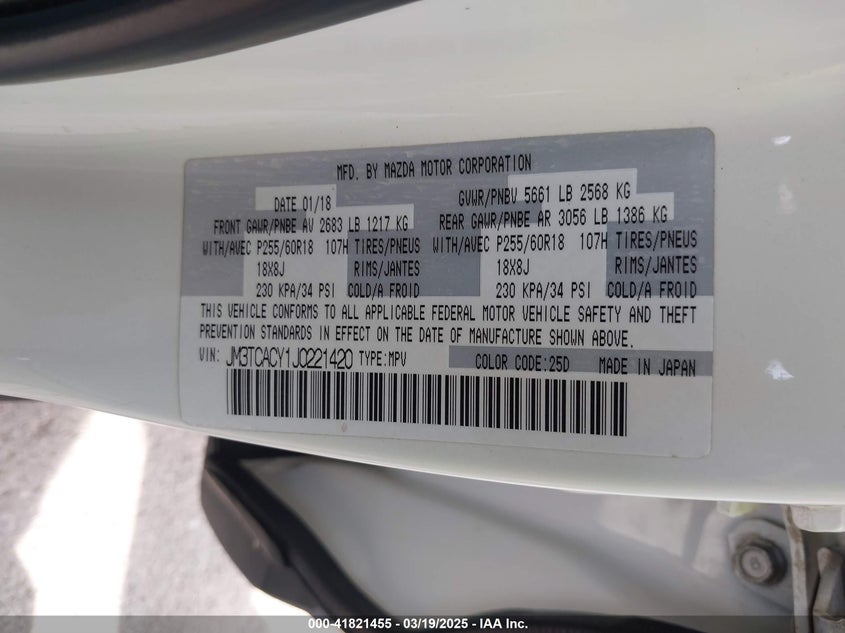 MFD. BY MAZDA MOTOR CORPORATION
DATE 01/18 GVWR/PNBV 5661 LB 2568 KG
FRONT GAWR/PNBE AV 2683 LB 1217 KG REAR GAWR/PNBE AR 3056 LB 1386 KG
WITH/AVEC P255/60R18 107H TIRES/PNEUS WITH/AVEC P255/60R18 107H TIRES/PNEUS
18X8J RIMS/JANTES 18X8J RIMS/JANTES
230 KPA/34 PSI COLD/A FROID 230 KPA/34 PSI COLD/A FROID
THIS VEHICLE CONFORMS TO ALL APPLICABLE FEDERAL MOTOR VEHICLE SAFETY AND THEFT
PREVENTION STANDARDS IN EFFECT ON THE DATE OF MANUFACTURE SHOWN ABOVE.
VIN: JM3TCACY1J0221420 TYPE:MPV COLOR CODE:25D MADE IN JAPAN
000-41821455 - 03/19/2025 - IAA Inc.